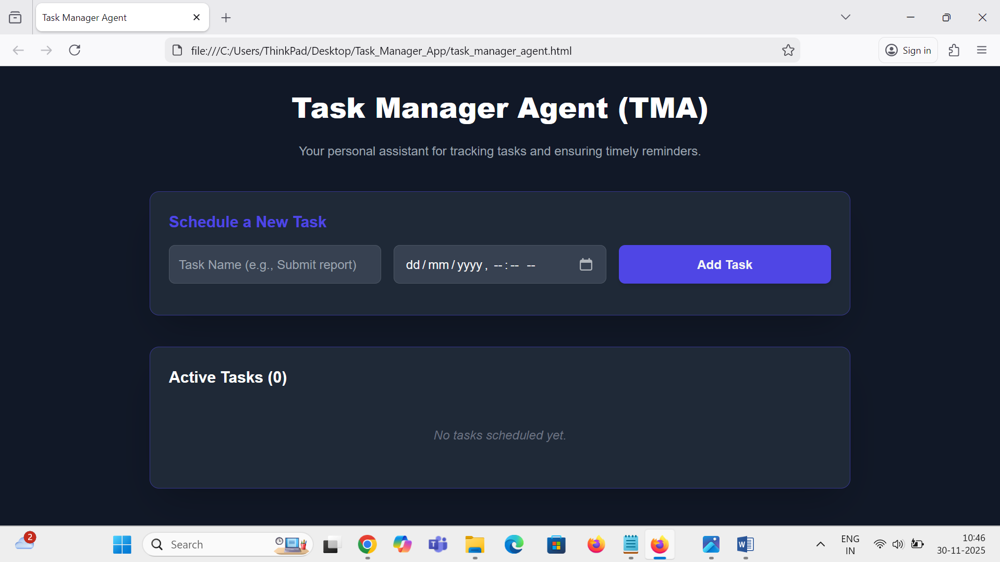 Task Manager Agent
file:///C:/Users/ThinkPad/Desktop/Task_Manager_App/task_manager_agent.html
Sign in
Task Manager Agent (TMA)
Your personal assistant for tracking tasks and ensuring timely reminders.
Schedule a New Task
Task Name (e.g., Submit report)
dd/mm/yyyy, --:-- --
Add Task
Active Tasks (0)
No tasks scheduled yet.
2
Search
ENG
IN
10:46
30-11-2025